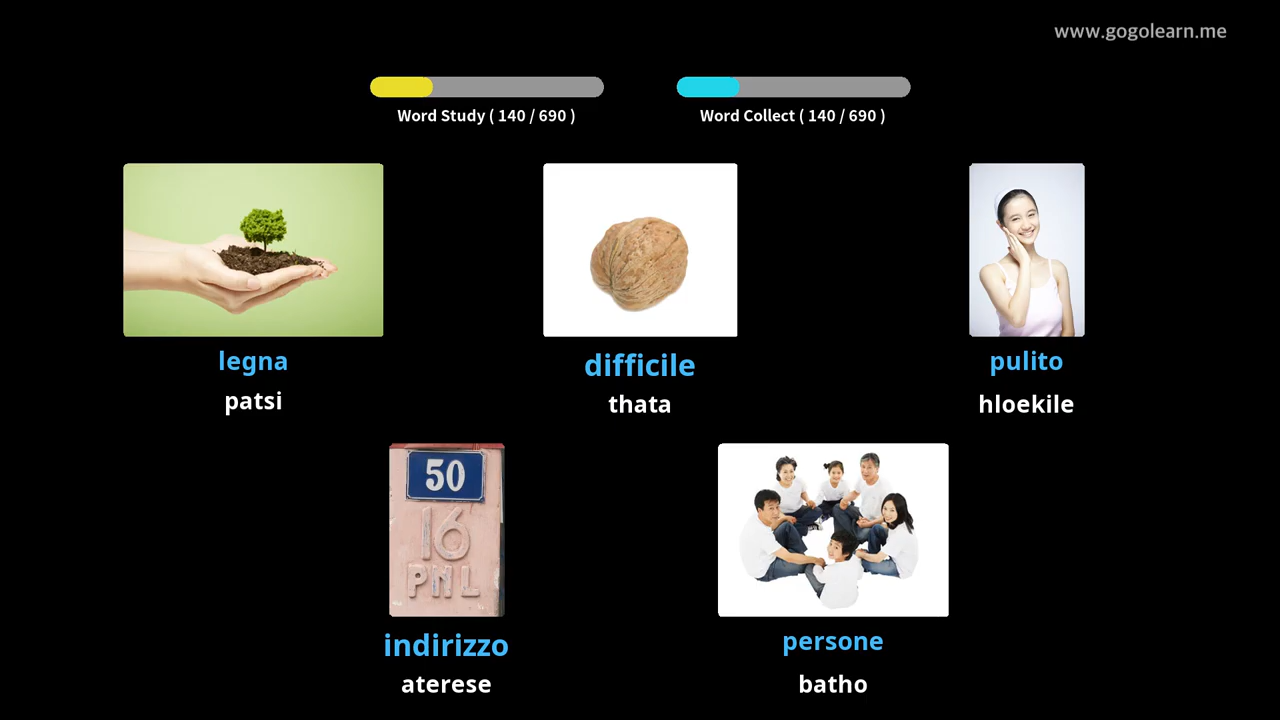 www.gogolearn.me
Word Study ( 140 / 690 )
Word Collect ( 140 / 690 )
legna
patsi
difficile
thata
pulito
hloekile
50
16
PNL
indirizzo
aterese
persone
batho